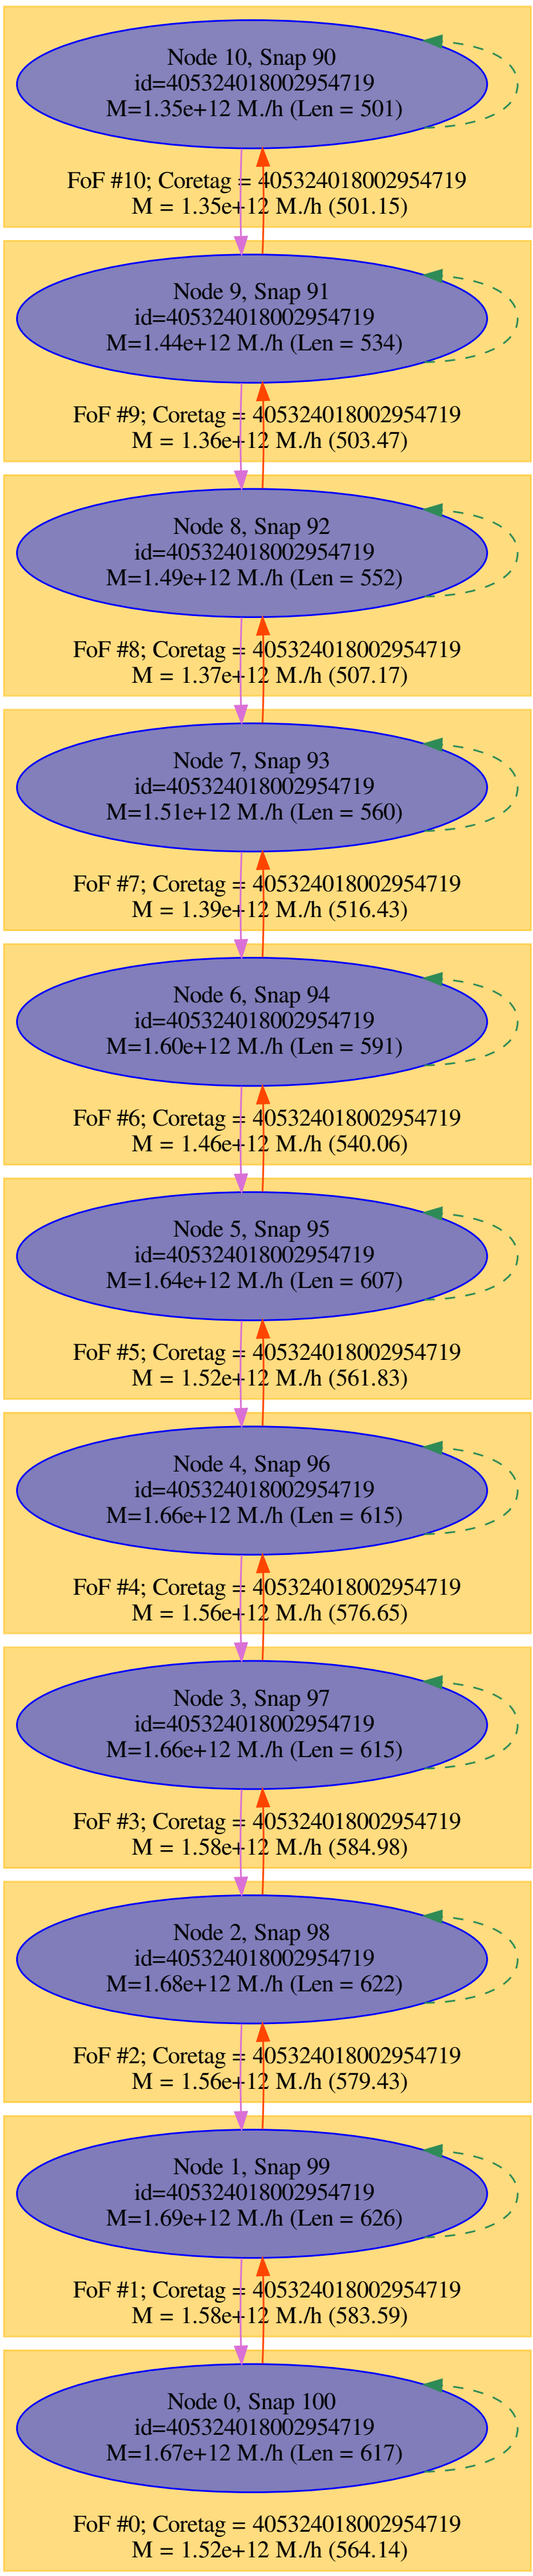 Node 10, Snap 90
id=405324018002954719
M=1.35e+12 M./h (Len = 501)
FoF #10; Coretag = 405324018002954719
M = 1.35e+12 M./h (501.15)
Node 9, Snap 91
id=405324018002954719
M=1.44e+12 M./h (Len = 534)
FoF #9; Coretag = 405324018002954719
M = 1.36e+12 M./h (503.47)
Node 8, Snap 92
id=405324018002954719
M=1.49e+12 M./h (Len = 552)
FoF #8; Coretag = 405324018002954719
M = 1.37e+12 M./h (507.17)
Node 7, Snap 93
id=405324018002954719
M=1.51e+12 M./h (Len = 560)
FoF #7; Coretag = 405324018002954719
M = 1.39e+12 M./h (516.43)
Node 6, Snap 94
id=405324018002954719
M=1.60e+12 M./h (Len = 591)
FoF #6; Coretag = 405324018002954719
M = 1.46e+12 M./h (540.06)
Node 5, Snap 95
id=405324018002954719
M=1.64e+12 M./h (Len = 607)
FoF #5; Coretag = 405324018002954719
M = 1.52e+12 M./h (561.83)
Node 4, Snap 96
id=405324018002954719
M=1.66e+12 M./h (Len = 615)
FoF #4; Coretag = 405324018002954719
M = 1.56e+12 M./h (576.65)
Node 3, Snap 97
id=405324018002954719
M=1.66e+12 M./h (Len = 615)
FoF #3; Coretag = 405324018002954719
M = 1.58e+12 M./h (584.98)
Node 2, Snap 98
id=405324018002954719
M=1.68e+12 M./h (Len = 622)
FoF #2; Coretag = 405324018002954719
M = 1.56e+12 M./h (579.43)
Node 1, Snap 99
id=405324018002954719
M=1.69e+12 M./h (Len = 626)
FoF #1; Coretag = 405324018002954719
M = 1.58e+12 M./h (583.59)
Node 0, Snap 100
id=405324018002954719
M=1.67e+12 M./h (Len = 617)
FoF #0; Coretag = 405324018002954719
M = 1.52e+12 M./h (564.14)